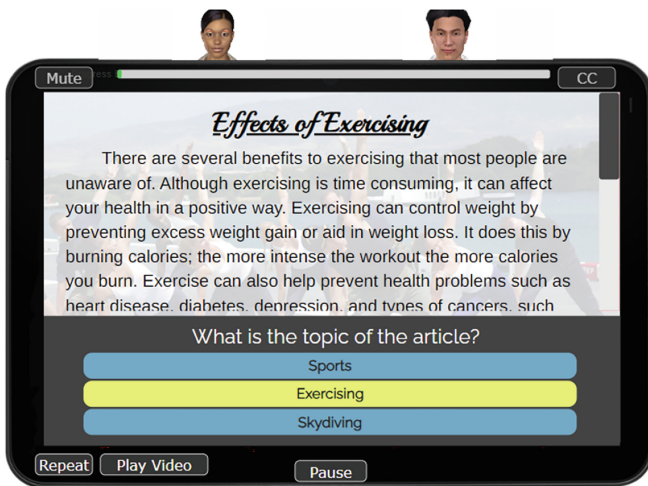 Mute
CC
Effects of Exercising
There are several benefits to exercising that most people are
unaware of. Although exercising is time consuming, it can affect
your health in a positive way. Exercising can control weight by
preventing excess weight gain or aid in weight loss. It does this by
burning calories; the more intense the workout the more calories
you burn. Exercise can also help prevent health problems such as
heart disease, diabetes, depression, and types of cancers, such
What is the topic of the article?
Sports
Exercising
Skydiving
Repeat
Play Video
Pause